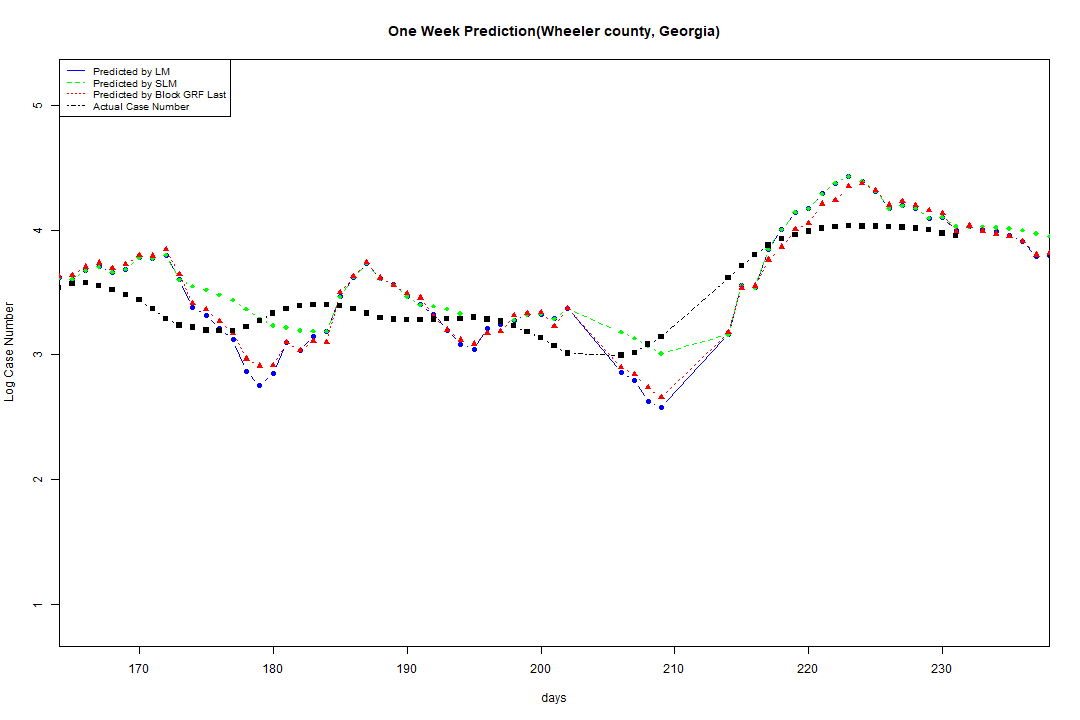 One Week Prediction(Wheeler county, Georgia)
Predicted by LM
Predicted by SLM
Predicted by Block GRF Last
Actual Case Number
5
4
3
2
1
Log Case Number
170 180 190 200 210 220 230
days